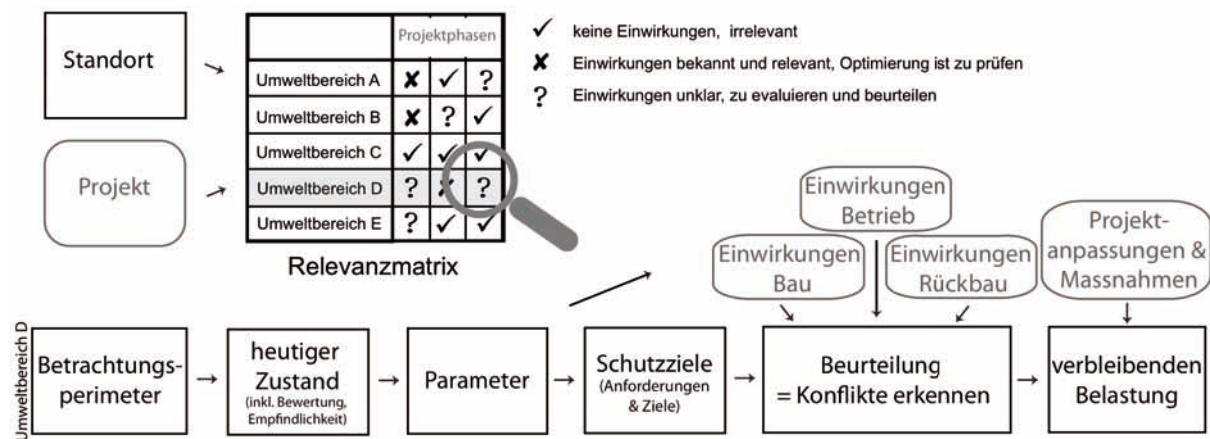 Standort
Projekt
Projektphasen
Umweltbereich A ✘ ✓ ?
Umweltbereich B ✘ ? ✓
Umweltbereich C ✓ ✓ ✓
Umweltbereich D ? ✘ ?
Umweltbereich E ? ✓ ✓
Relevanzmatrix
✓ keine Einwirkungen, irrelevant
✘ Einwirkungen bekannt und relevant, Optimierung ist zu prüfen
? Einwirkungen unklar, zu evaluieren und beurteilen
Einwirkungen
Bau
Einwirkungen
Betrieb
Einwirkungen
Rückbau
Projekt-
anpassungen &
Massnahmen
Umweltbereich D
Betrachtungs-
perimeter
heutiger
Zustand
(inkl. Bewertung,
Empfindlichkeit)
Parameter
Schutzziele
(Anforderungen
& Ziele)
Beurteilung
= Konflikte erkennen
verbleibenden
Belastung